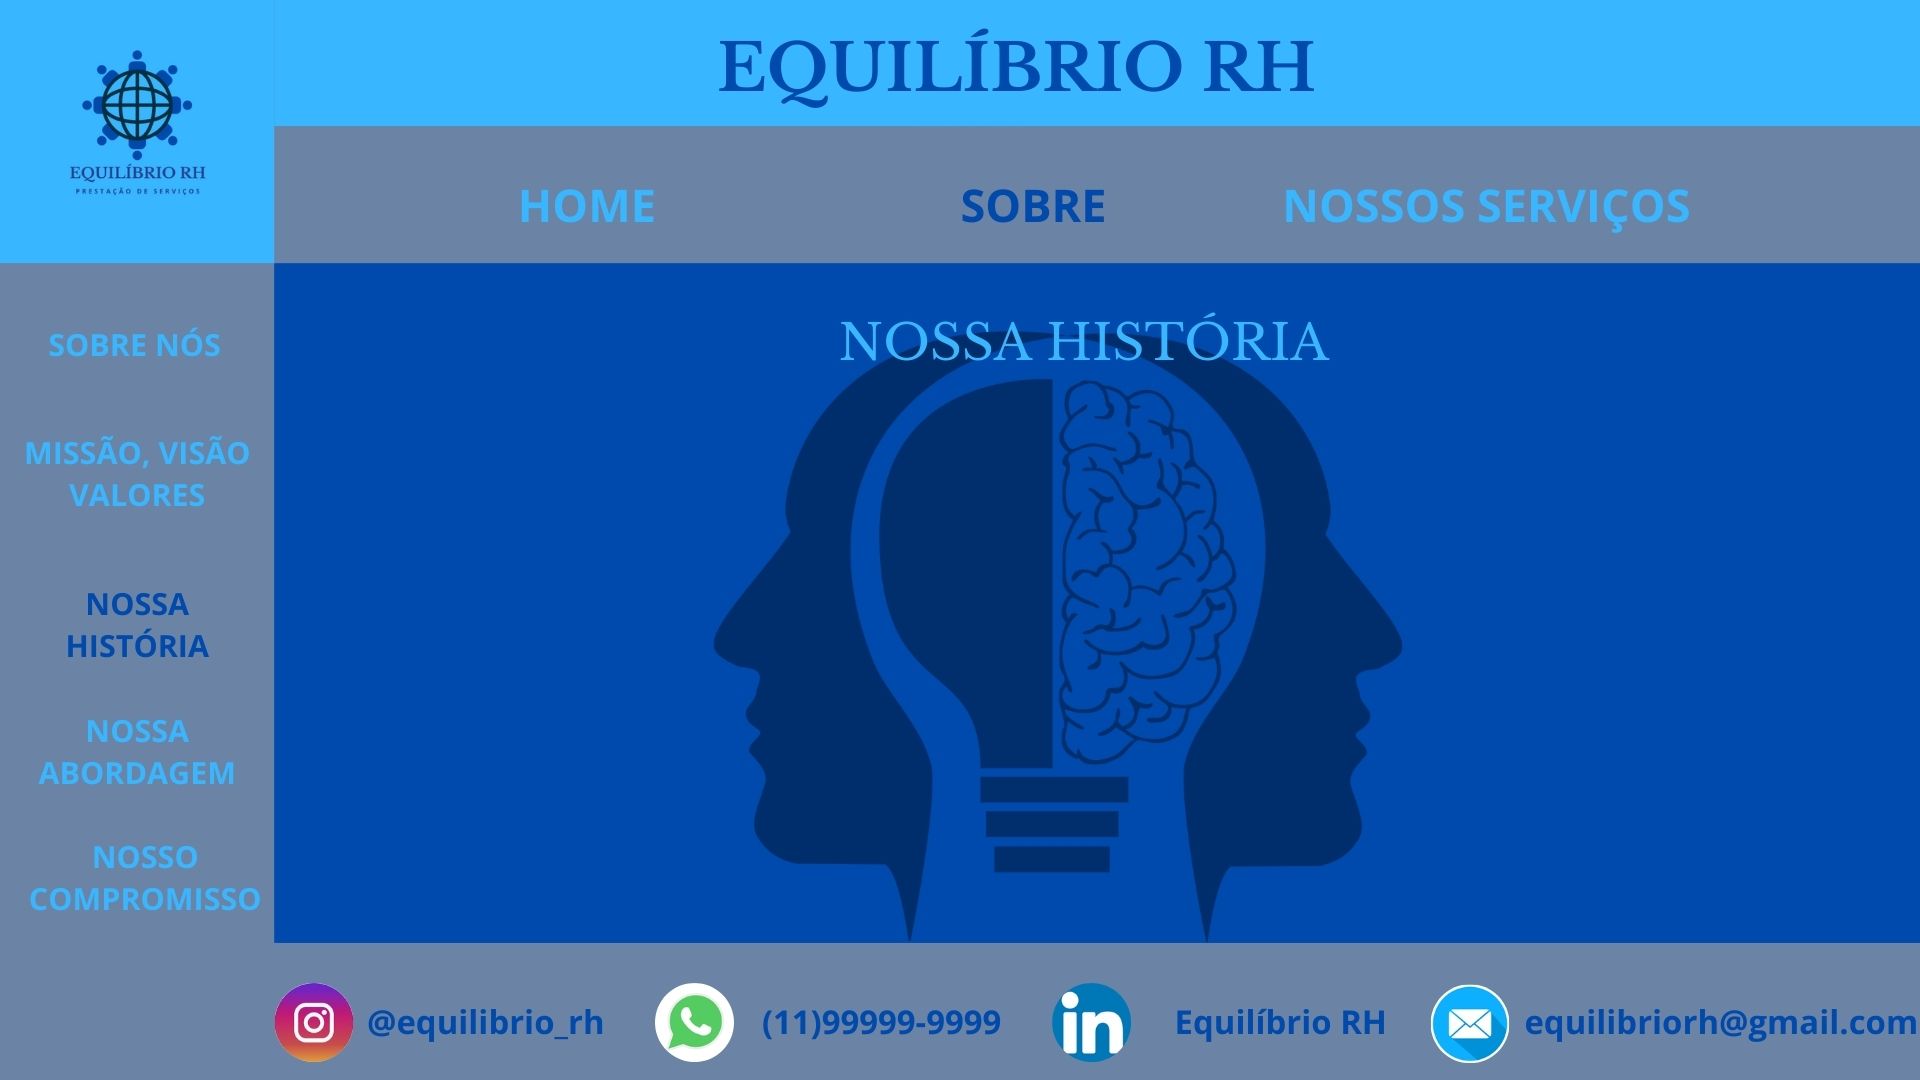 EQUILÍBRIO RH
EQUILÍBRIO RH
PRESTAÇÃO DE SERVIÇOS
HOME
SOBRE
NOSSOS SERVIÇOS
SOBRE NÓS
MISSÃO, VISÃO
VALORES
NOSSA
HISTÓRIA
NOSSA
ABORDAGEM
NOSSO
COMPROMISSO
NOSSA HISTÓRIA
@equilibrio_rh
(11)99999-9999
in
Equilíbrio RH
equilibriorh@gmail.com